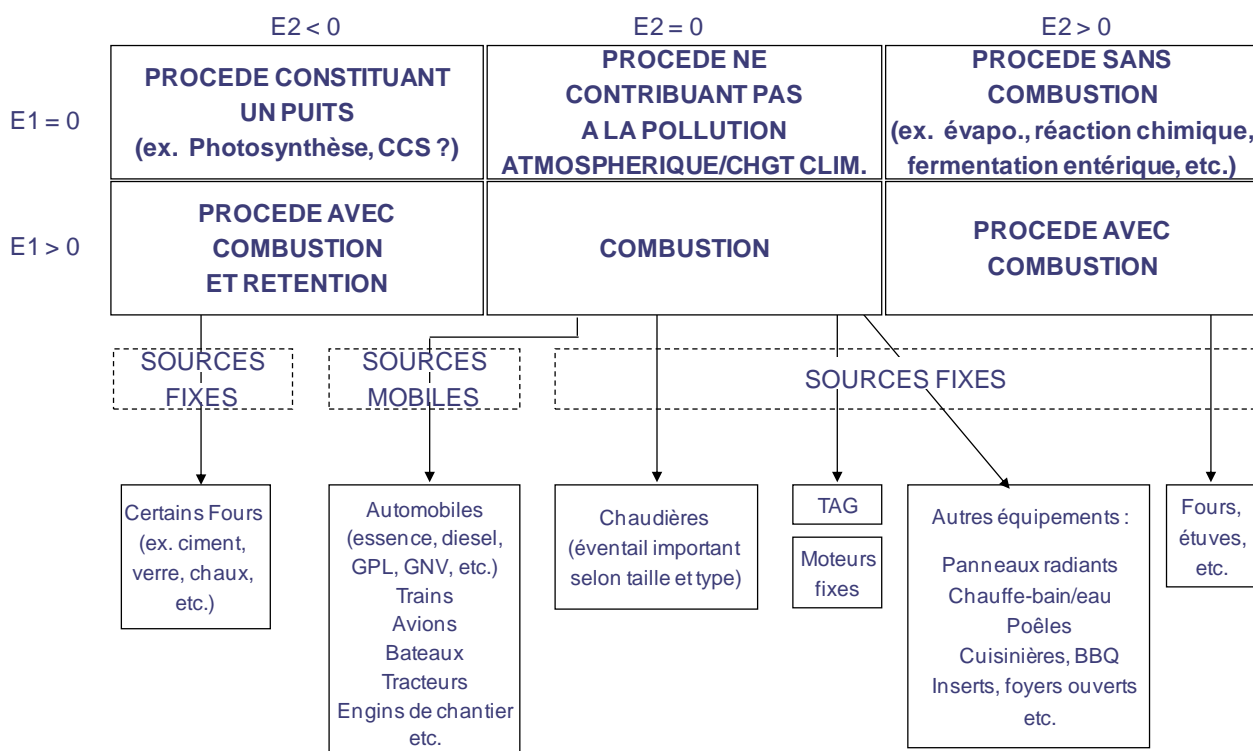 E2 < 0
E2 = 0
E2 > 0
E1 = 0
PROCEDE CONSTITUANT
UN PUITS
(ex. Photosynthèse, CCS ?)
PROCEDE NE
CONTRIBUANT PAS
A LA POLLUTION
ATMOSPHERIQUE/CHGT CLIM.
PROCEDE SANS
COMBUSTION
(ex. évapo., réaction chimique,
fermentation entérique, etc.)
E1 > 0
PROCEDE AVEC
COMBUSTION
ET RETENTION
COMBUSTION
PROCEDE AVEC
COMBUSTION
SOURCES
FIXES
SOURCES
MOBILES
SOURCES FIXES
Certains Fours
(ex. ciment,
verre, chaux,
etc.)
Automobiles
(essence, diesel,
GPL, GNV, etc.)
Trains
Avions
Bateaux
Tracteurs
Engins de chantier
etc.
Chaudières
(éventail important
selon taille et type)
TAG
Moteurs
fixes
Autres équipements :
Panneaux radiants
Chauffe-bain/eau
Poêles
Cuisinières, BBQ
Inserts, foyers ouverts
etc.
Fours,
étuves,
etc.